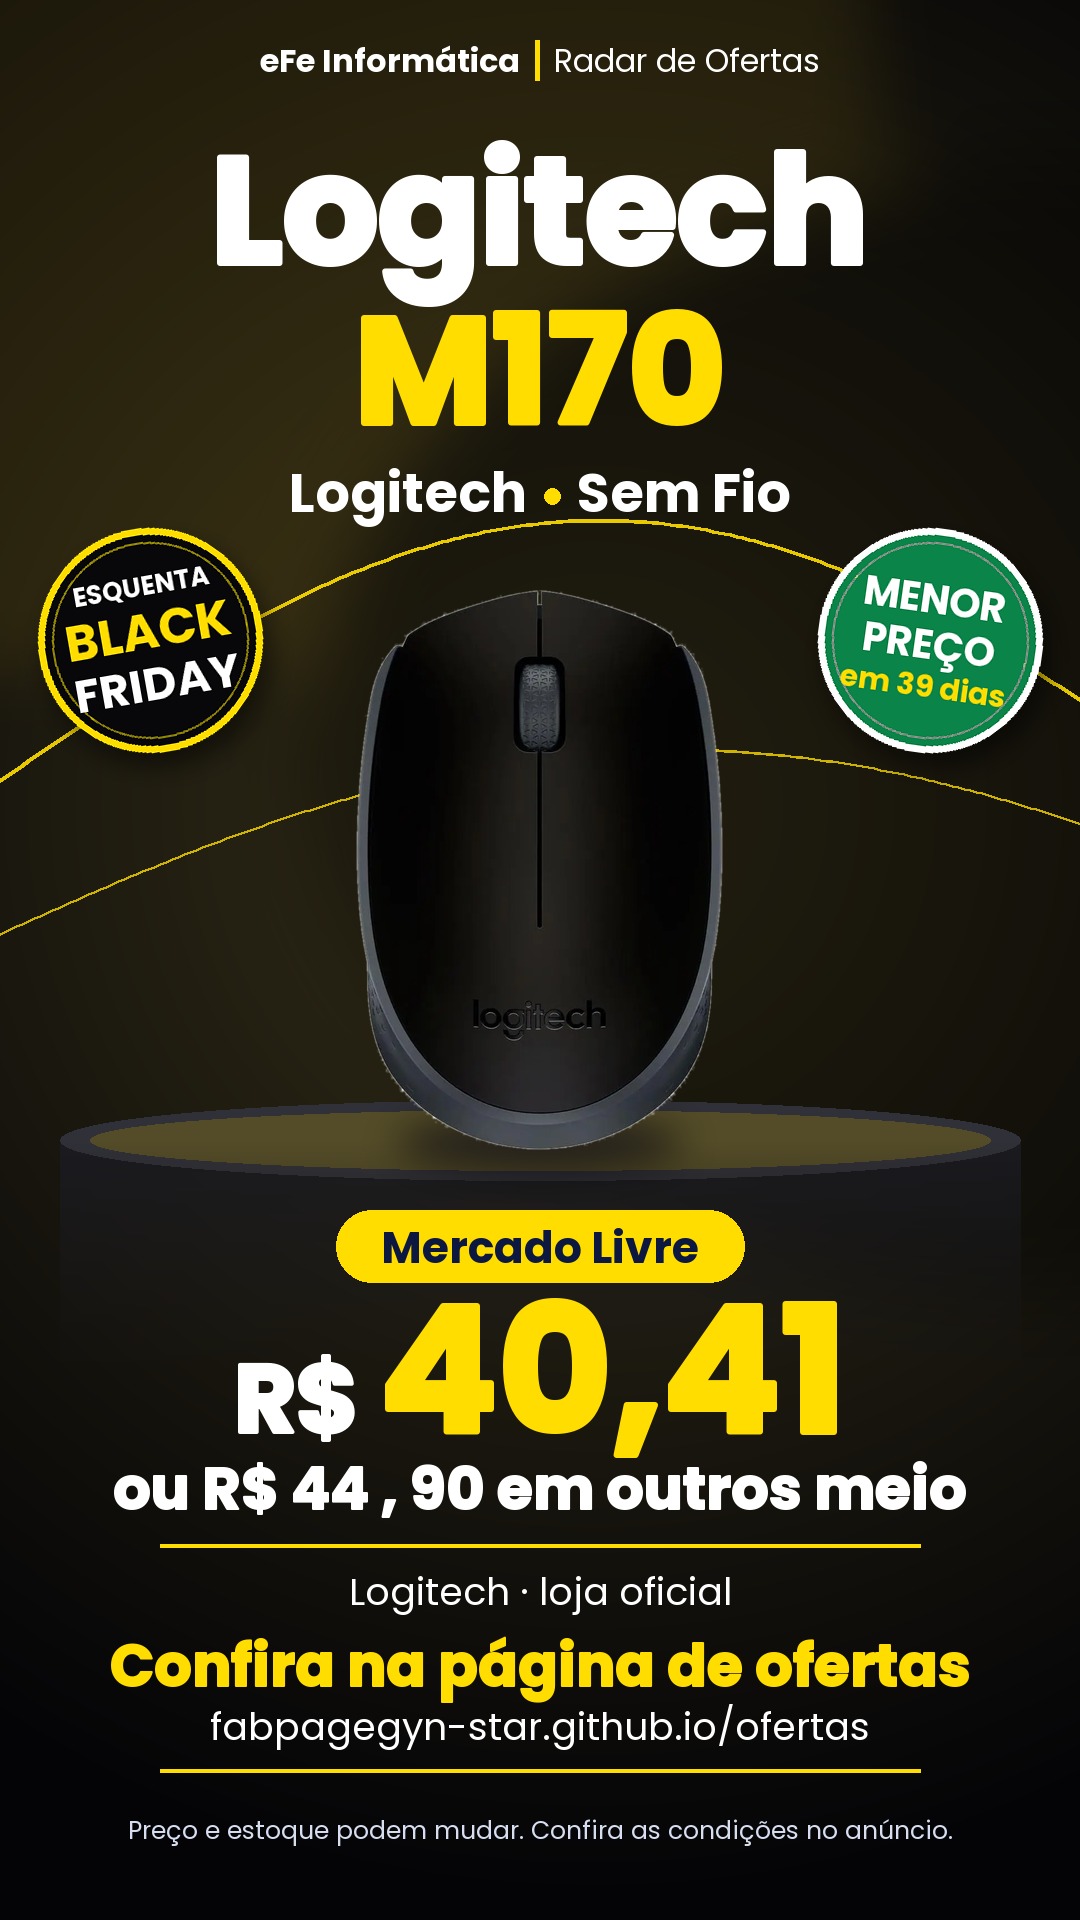 eFe Informática | Radar de Ofertas
Logitech
M170
Logitech • Sem Fio
ESQUENTA
BLACK
FRIDAY
MENOR
PREÇO
em 39 dias
logitech
Mercado Livre
R$ 40,41
ou R$ 44 , 90 em outros meio
Logitech · loja oficial
Confira na página de ofertas
fabpagegyn-star.github.io/ofertas
Preço e estoque podem mudar. Confira as condições no anúncio.